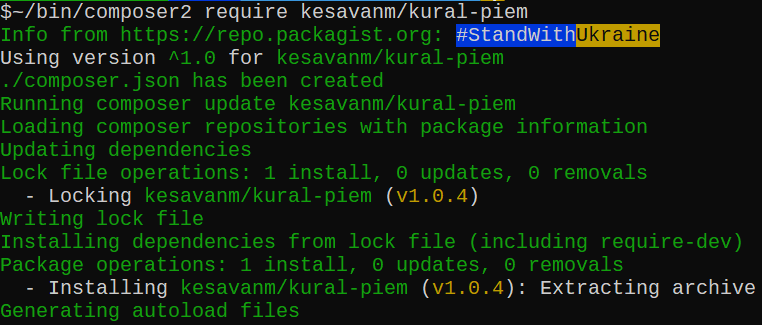 $~/bin/composer2 require kesavanm/kural-piem
Info from https://repo.packagist.org: #StandWithUkraine
Using version ^1.0 for kesavanm/kural-piem
./composer.json has been created
Running composer update kesavanm/kural-piem
Loading composer repositories with package information
Updating dependencies
Lock file operations: 1 install, 0 updates, 0 removals
  - Locking kesavanm/kural-piem (v1.0.4)
Writing lock file
Installing dependencies from lock file (including require-dev)
Package operations: 1 install, 0 updates, 0 removals
  - Installing kesavanm/kural-piem (v1.0.4): Extracting archive
Generating autoload files